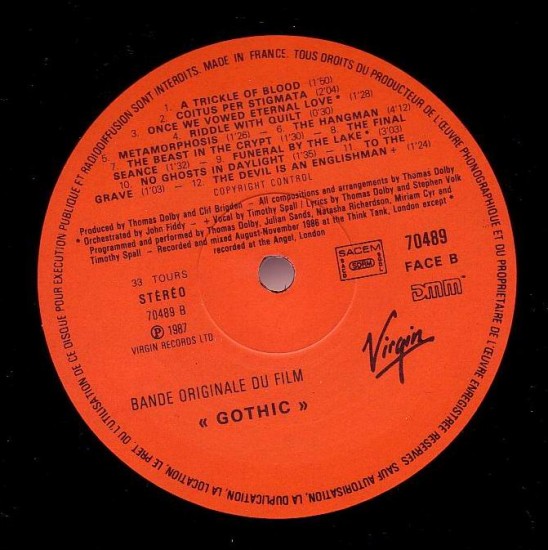 DE CE DISQUE POUR EXECUTION PUBLIQUE ET RADIODIFFUSION SONT INTERDITS. MADE IN FRANCE. TOUS DROITS DU PRODUCTEUR DE L'ŒUVRE PHONOGRAPHIQUE ET DU PROPRIETAIRE DE L'ŒUVRE ENREGISTREE RESERVES. SAUF AUTORISATION, LA DUPLICATION, LA LOCATION, LE PRET, OU L'UTILISATION
1. A TRICKLE OF BLOOD (1'50)
2. COITUS PER STIGMATA (2'04)
3. ONCE WE VOWED ETERNAL LOVE * (1'28)
4. RIDDLE WITH QUILT (0'30) – 5.
METAMORPHOSIS (1'26) – 6. THE HANGMAN (4'12)
7. THE BEAST IN THE CRYPT (1'30) – 8. THE FINAL
SEANCE (1'32) – 9. FUNERAL BY THE LAKE * (3'03)
10. NO GHOSTS IN DAYLIGHT (1'35) – 11. TO THE
GRAVE (1'03) – 12. THE DEVIL IS AN ENGLISHMAN + (1'24)
COPYRIGHT CONTROL
Produced by Thomas Dolby and Clif Brigden – All compositions and arrangements by Thomas Dolby
* Orchestrated by John Fiddy – + Vocal by Timothy Spall / Lyrics by Thomas Dolby and Stephen Volk
Programmed and performed by Thomas Dolby, Julian Sands, Natasha Richardson, Miriam Cyr and
Timothy Spall – Recorded and mixed August-November 1986 at the Think Tank, London except *
recorded at the Angel, London
33 TOURS
STÉRÉO
70489 B
Ⓟ 1987
VIRGIN RECORDS LTD
SACEM
SDRM
70489
FACE B
DMM
Virgin
BANDE ORIGINALE DU FILM
« GOTHIC »